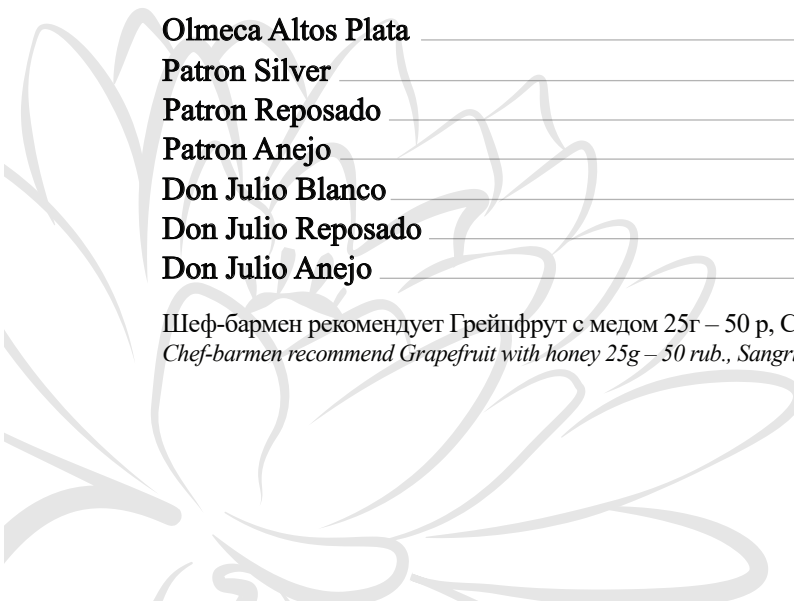 Olmeca Altos Plata
Patron Silver
Patron Reposado
Patron Anejo
Don Julio Blanco
Don Julio Reposado
Don Julio Anejo
Шеф-бармен рекомендует Грейпфрут с медом 25г – 50 р,
Chef-barmen recommend Grapefruit with honey 25g – 50 rub.,